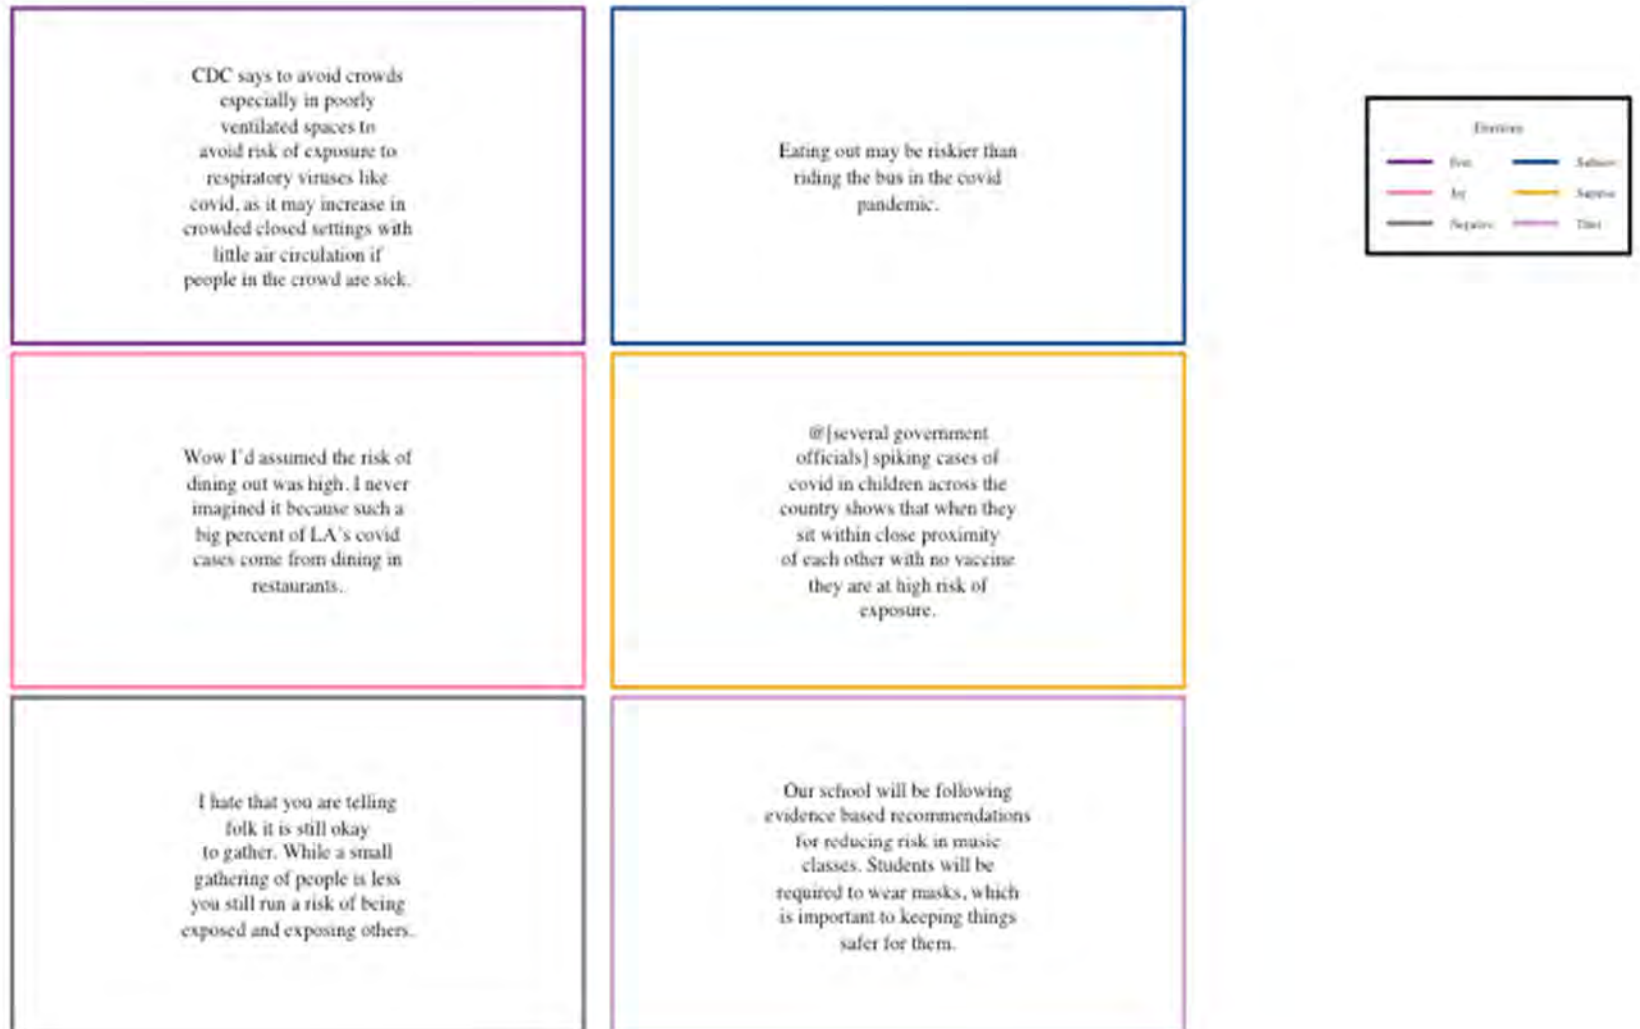 CDC says to avoid crowds
especially in poorly
ventilated spaces to
avoid risk of exposure to
respiratory viruses like
covid, as it may increase in
crowded closed settings with
little air circulation if
people in the crowd are sick.
Eating out may be riskier than
riding the bus in the covid
pandemic.
Wow I'd assumed the risk of
dining out was high. I never
imagined it because such a
big percent of LA's covid
cases come from dining in
restaurants.
@[several government
officials] spiking cases of
covid in children across the
country shows that when they
sit within close proximity
of each other with no vaccine
they are at high risk of
exposure.
I hate that you are telling
folk it is still okay
to gather. While a small
gathering of people is less
you still run a risk of being
exposed and exposing others.
Our school will be following
evidence based recommendations
for reducing risk in music
classes. Students will be
required to wear masks, which
is important to keeping things
safer for them.
Emotions
Joy
Sadness
Surprise
Negative
Trust